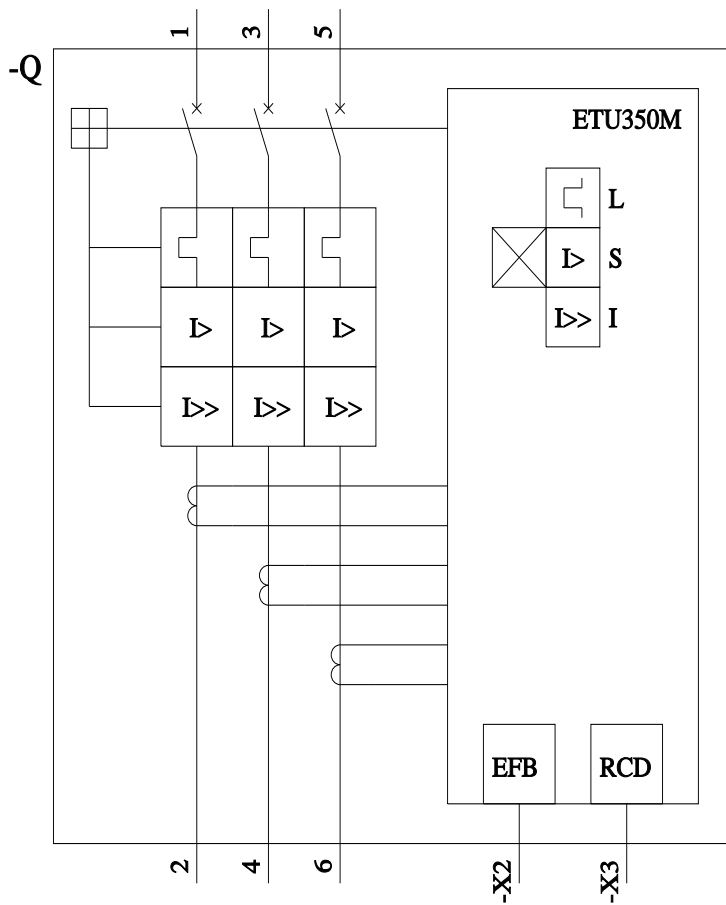 1 3 5
-Q
ETU350M
L
I> S
I>> I
I> I> I>
I>> I>> I>>
EFB RCD
2 4 6 -X2 -X3